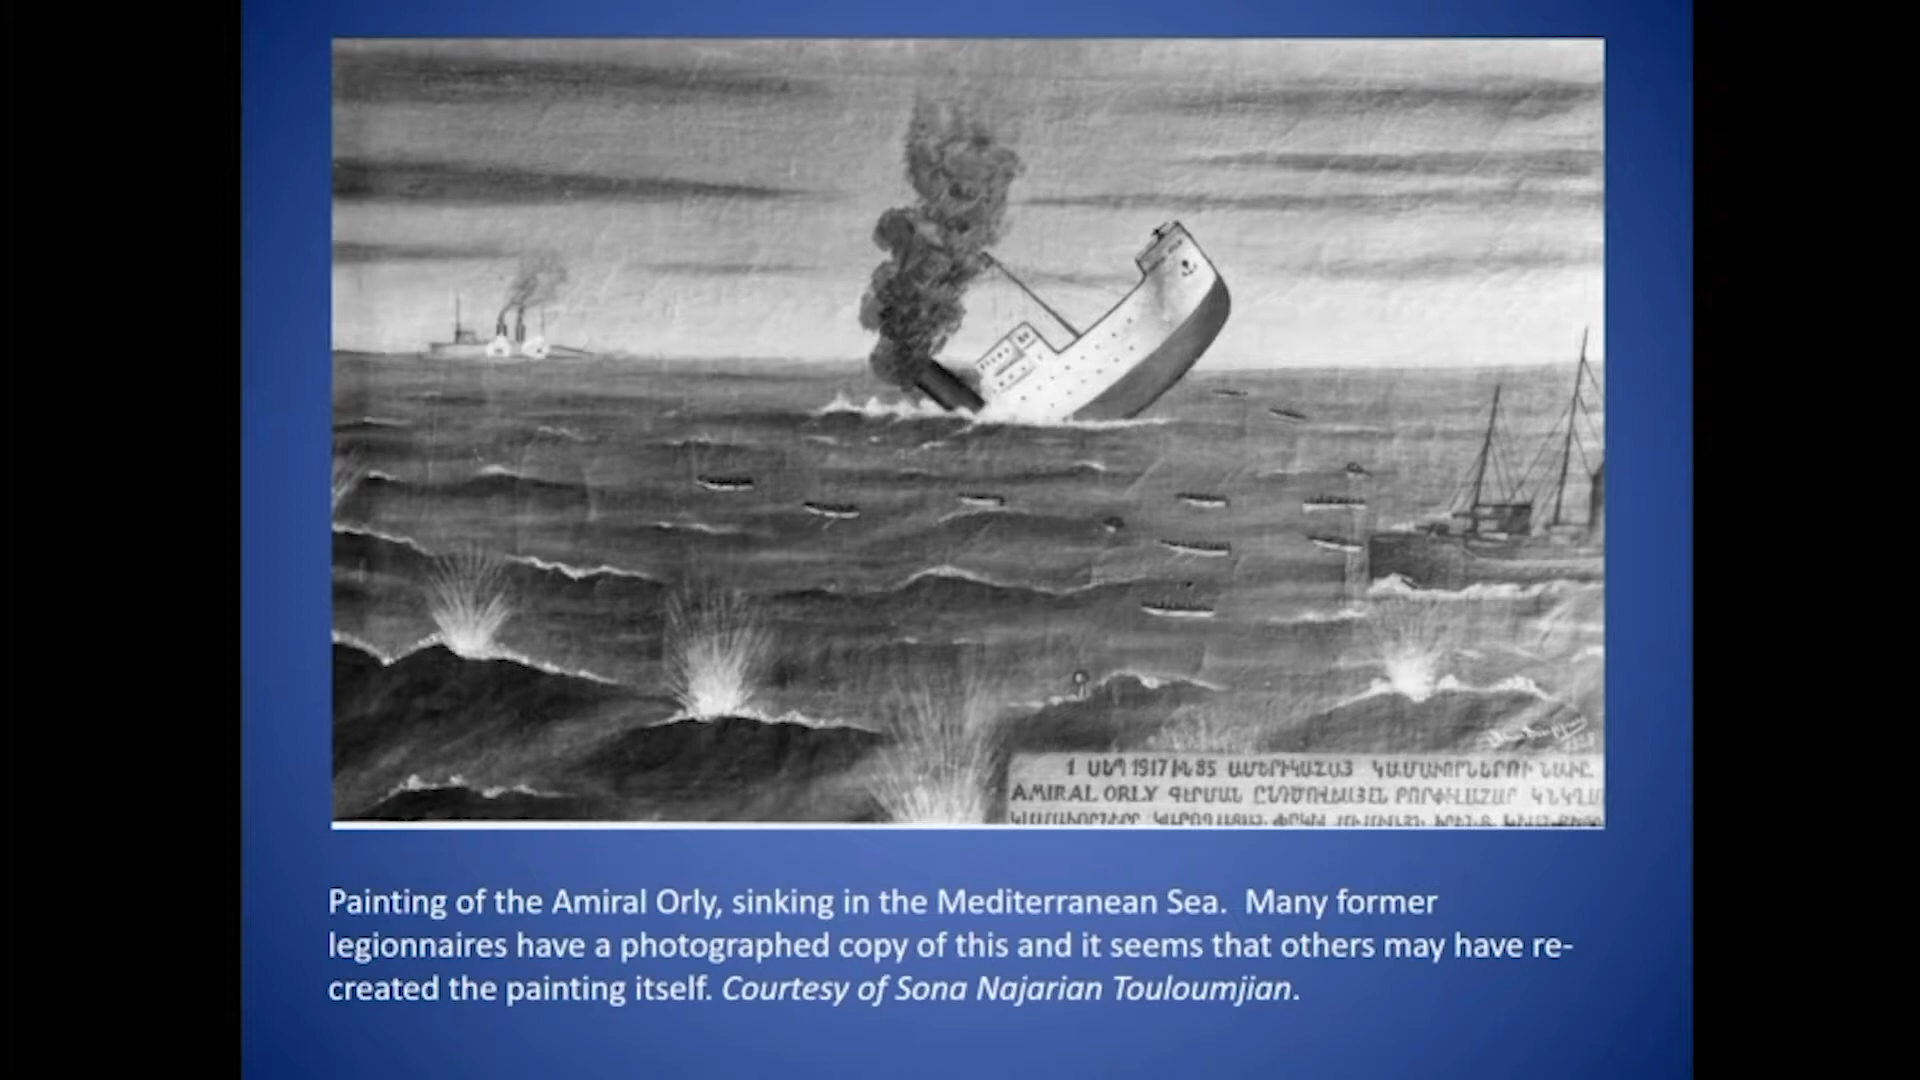 1 ՍԵՊ 1917 ԻՆ 85 ԱՄԵՐԻԿԱՀԱՅ ԿԱՄԱՒՈՐՆԵՐՈՒ ՆԱՒԸ
AMIRAL ORLY ԳԵՐՄԱՆ ԸՆԴԾՈՎԵԱՅԷՆ
Painting of the Amiral Orly, sinking in the Mediterranean Sea. Many former
legionnaires have a photographed copy of this and it seems that others may have re-
created the painting itself. Courtesy of Sona Najarian Touloumjian.